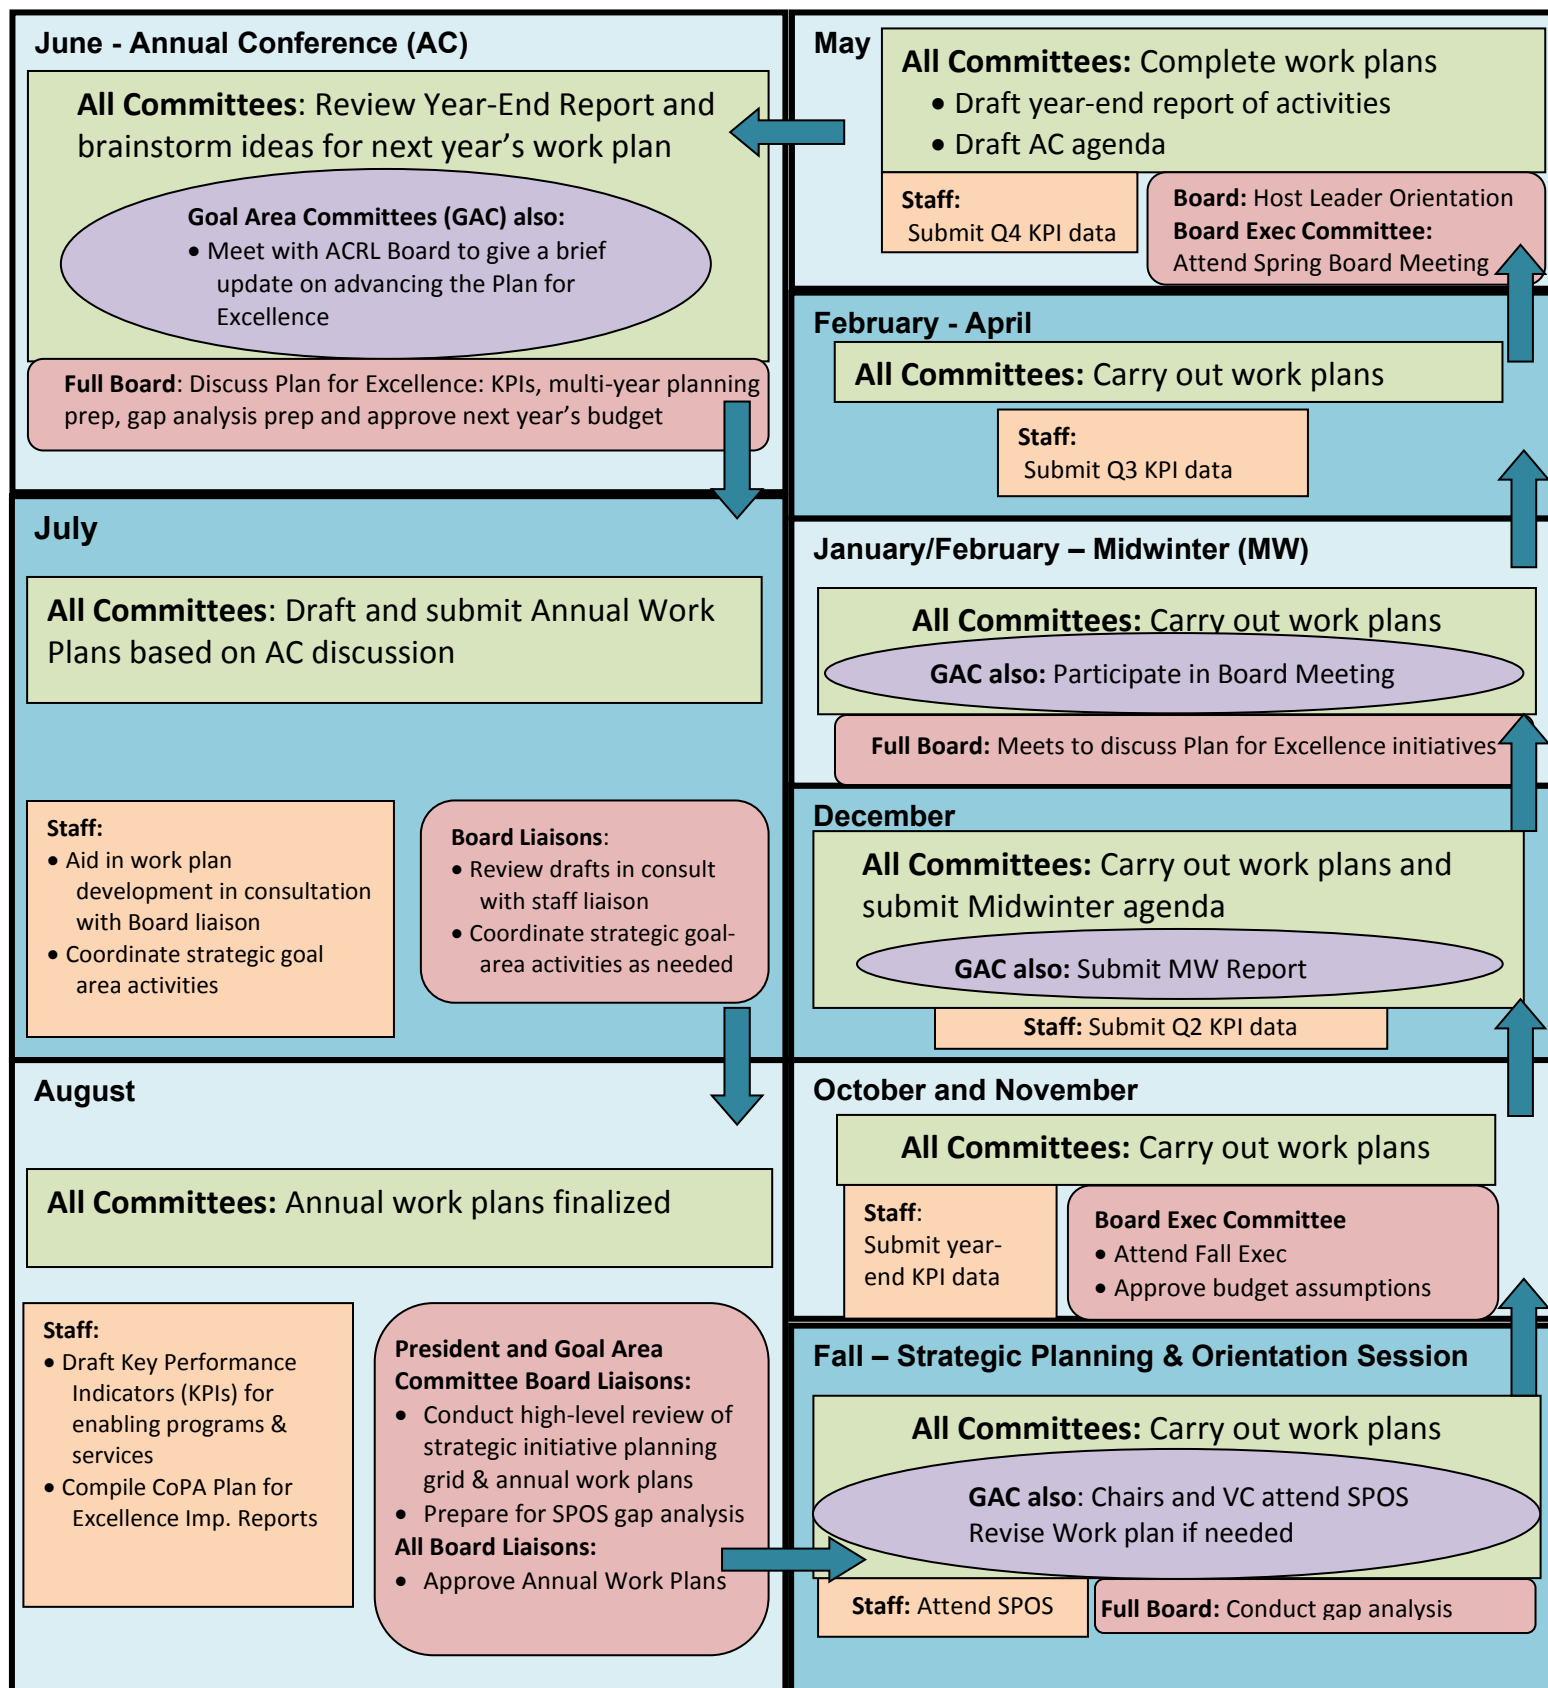 June - Annual Conference (AC)
All Committees: Review Year-End Report and
brainstorm ideas for next year's work plan
Goal Area Committees (GAC) also:
• Meet with ACRL Board to give a brief
update on advancing the Plan for
Excellence
Full Board: Discuss Plan for Excellence: KPIs, multi-year planning
prep, gap analysis prep and approve next year's budget
July
All Committees: Draft and submit Annual Work
Plans based on AC discussion
Staff:
• Aid in work plan
development in consultation
with Board liaison
• Coordinate strategic goal
area activities
Board Liaisons:
• Review drafts in consult
with staff liaison
• Coordinate strategic goal-
area activities as needed
August
All Committees: Annual work plans finalized
Staff:
• Draft Key Performance
Indicators (KPIs) for
enabling programs &
services
• Compile CoPA Plan for
Excellence Imp. Reports
President and Goal Area
Committee Board Liaisons:
• Conduct high-level review of
strategic initiative planning
grid & annual work plans
• Prepare for SPOS gap analysis
All Board Liaisons:
• Approve Annual Work Plans
May
All Committees: Complete work plans
• Draft year-end report of activities
• Draft AC agenda
Staff:
Submit Q4 KPI data
Board: Host Leader Orientation
Board Exec Committee:
Attend Spring Board Meeting
February - April
All Committees: Carry out work plans
Staff:
Submit Q3 KPI data
January/February – Midwinter (MW)
All Committees: Carry out work plans
GAC also: Participate in Board Meeting
Full Board: Meets to discuss Plan for Excellence initiatives
December
All Committees: Carry out work plans and
submit Midwinter agenda
GAC also: Submit MW Report
Staff: Submit Q2 KPI data
October and November
All Committees: Carry out work plans
Staff:
Submit year-
end KPI data
Board Exec Committee
• Attend Fall Exec
• Approve budget assumptions
Fall – Strategic Planning & Orientation Session
All Committees: Carry out work plans
GAC also: Chairs and VC attend SPOS
Revise Work plan if needed
Staff: Attend SPOS
Full Board: Conduct gap analysis